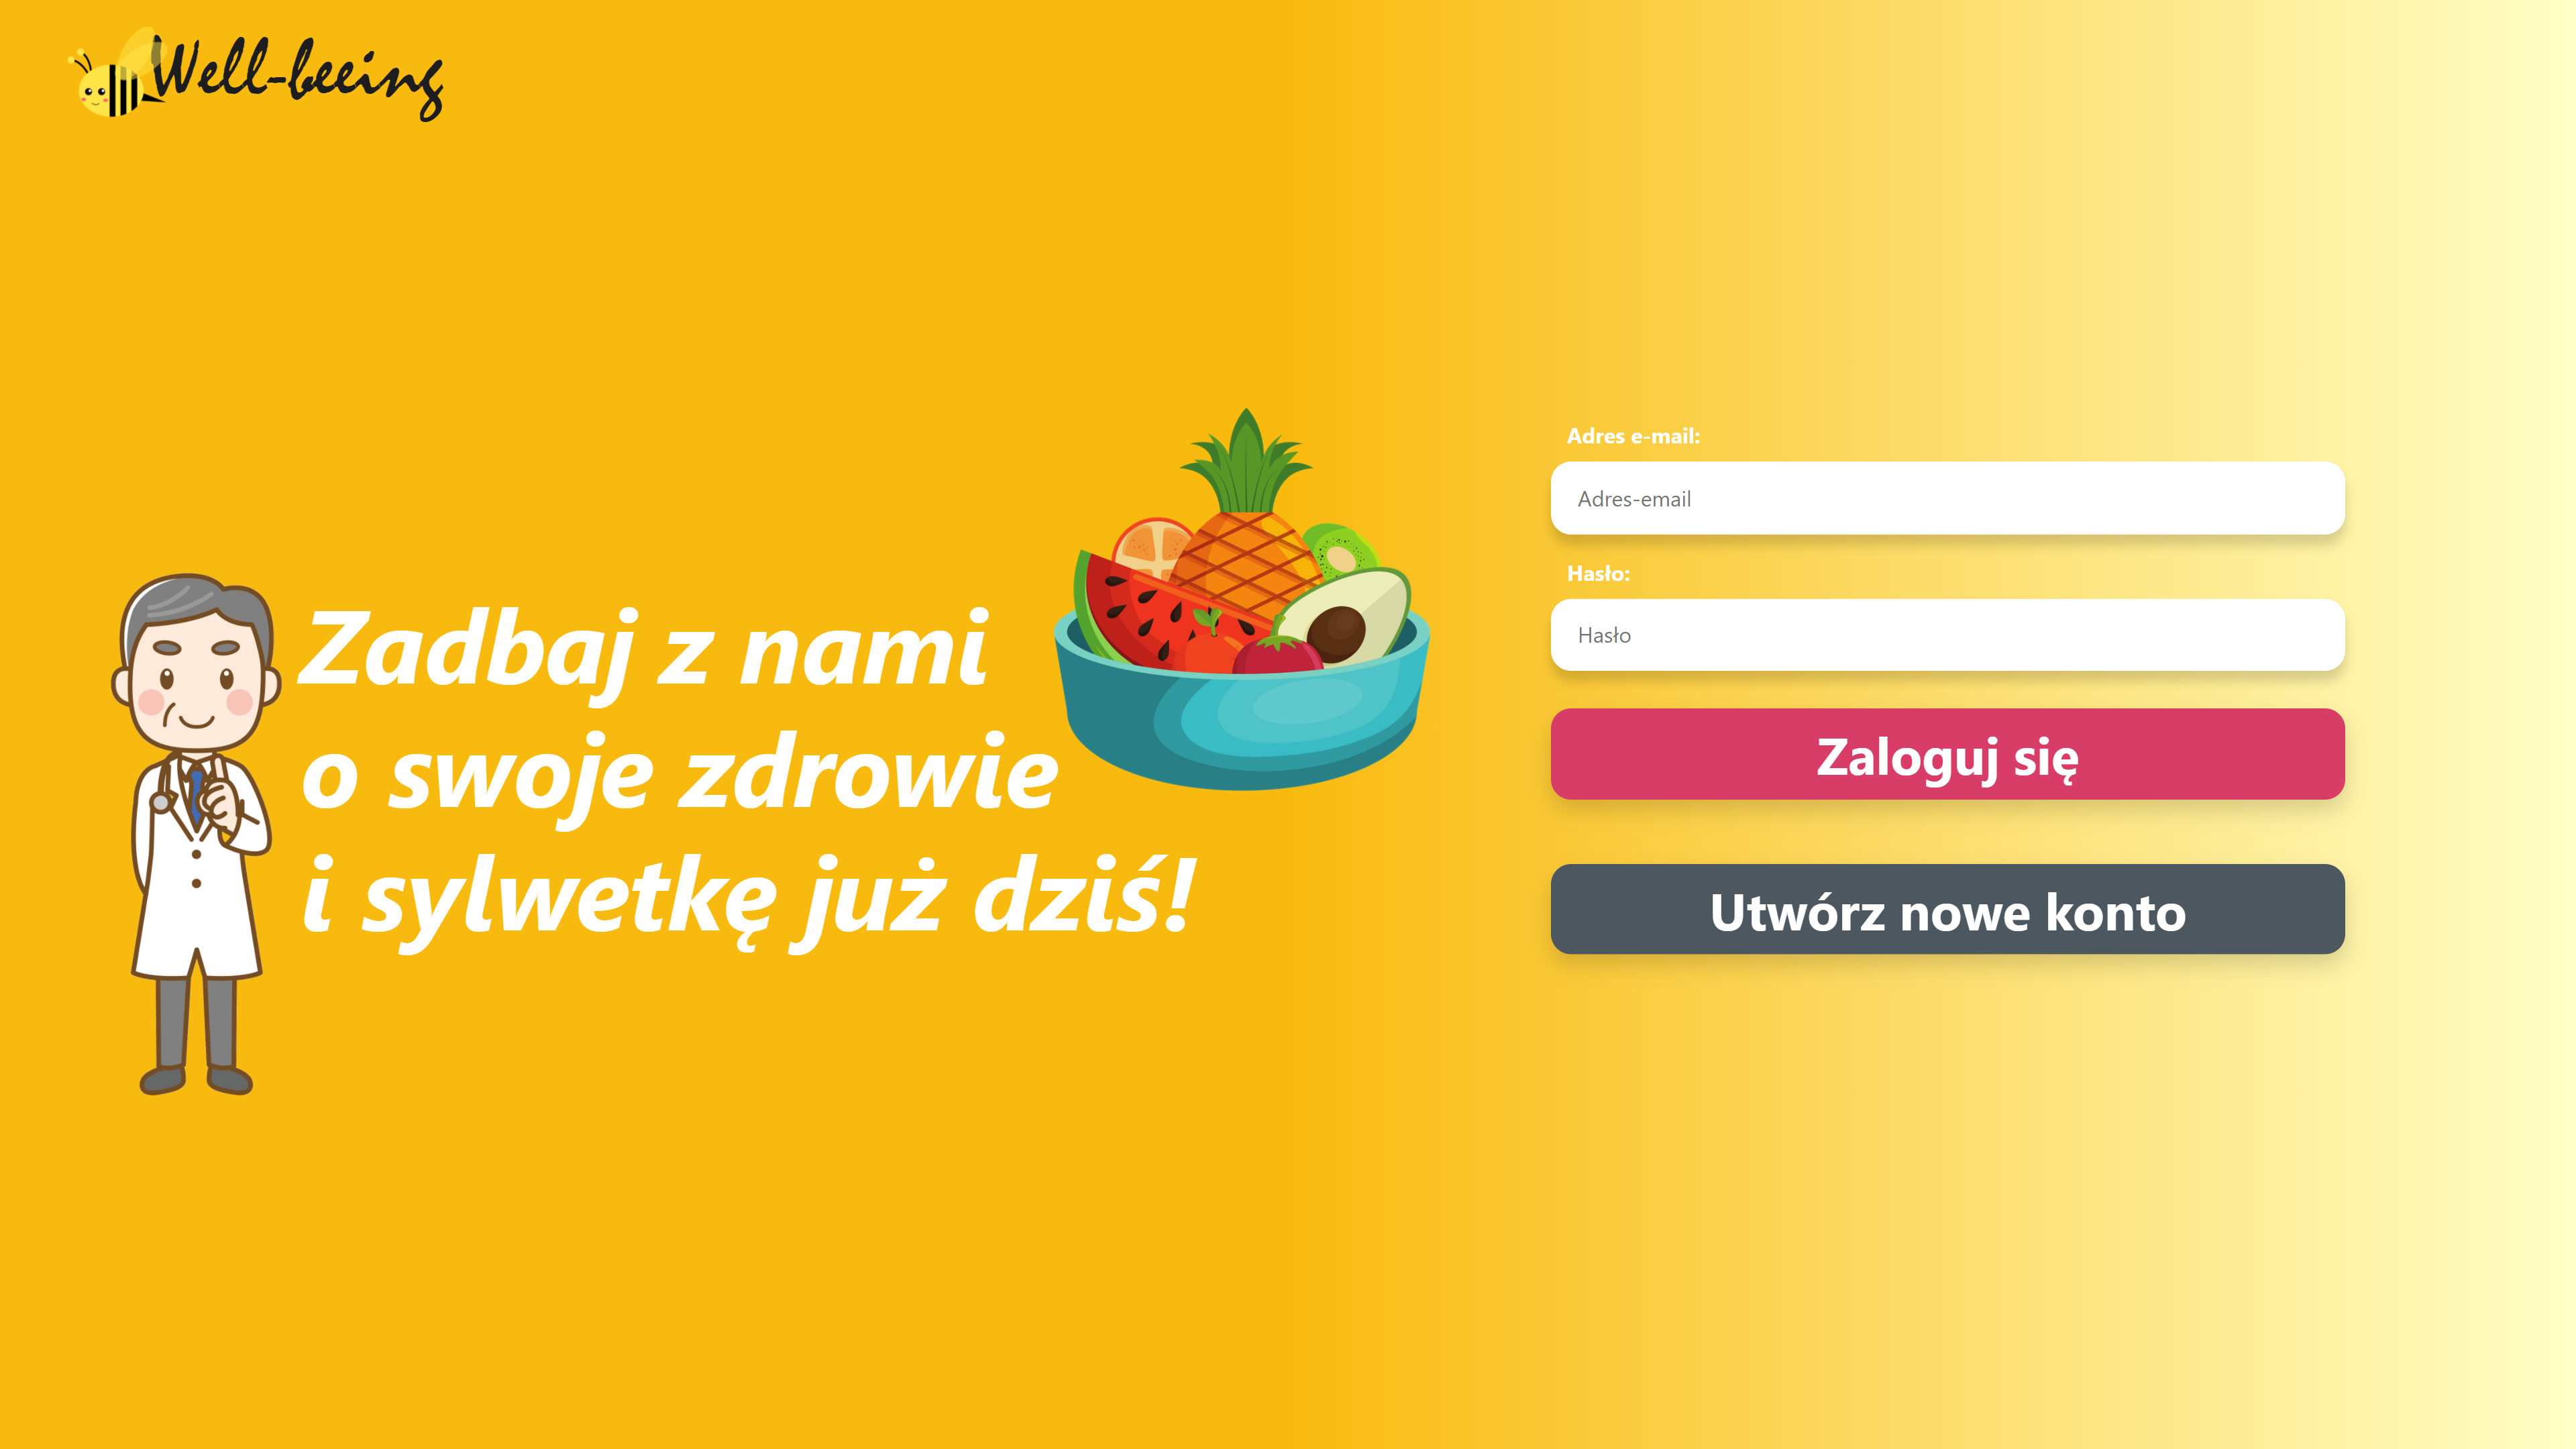 Well-beeing
Zadbaj z nami
o swoje zdrowie
i sylwetkę już dziś!
Adres e-mail:
Adres-email
Hasło:
Hasło
Zaloguj się
Utwórz nowe konto